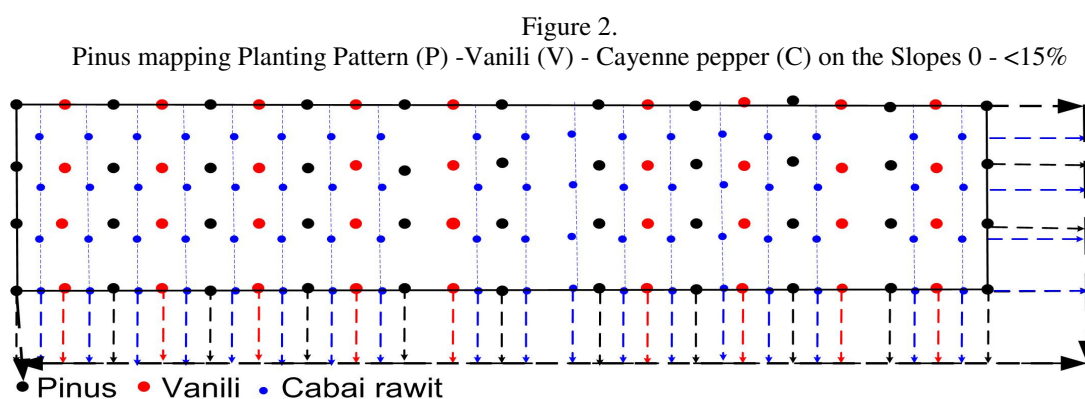 Figure 2.
Pinus mapping Planting Pattern (P) -Vanili (V) - Cayenne pepper (C) on the Slopes 0 - <15%
Pinus Vanili Cabai rawit